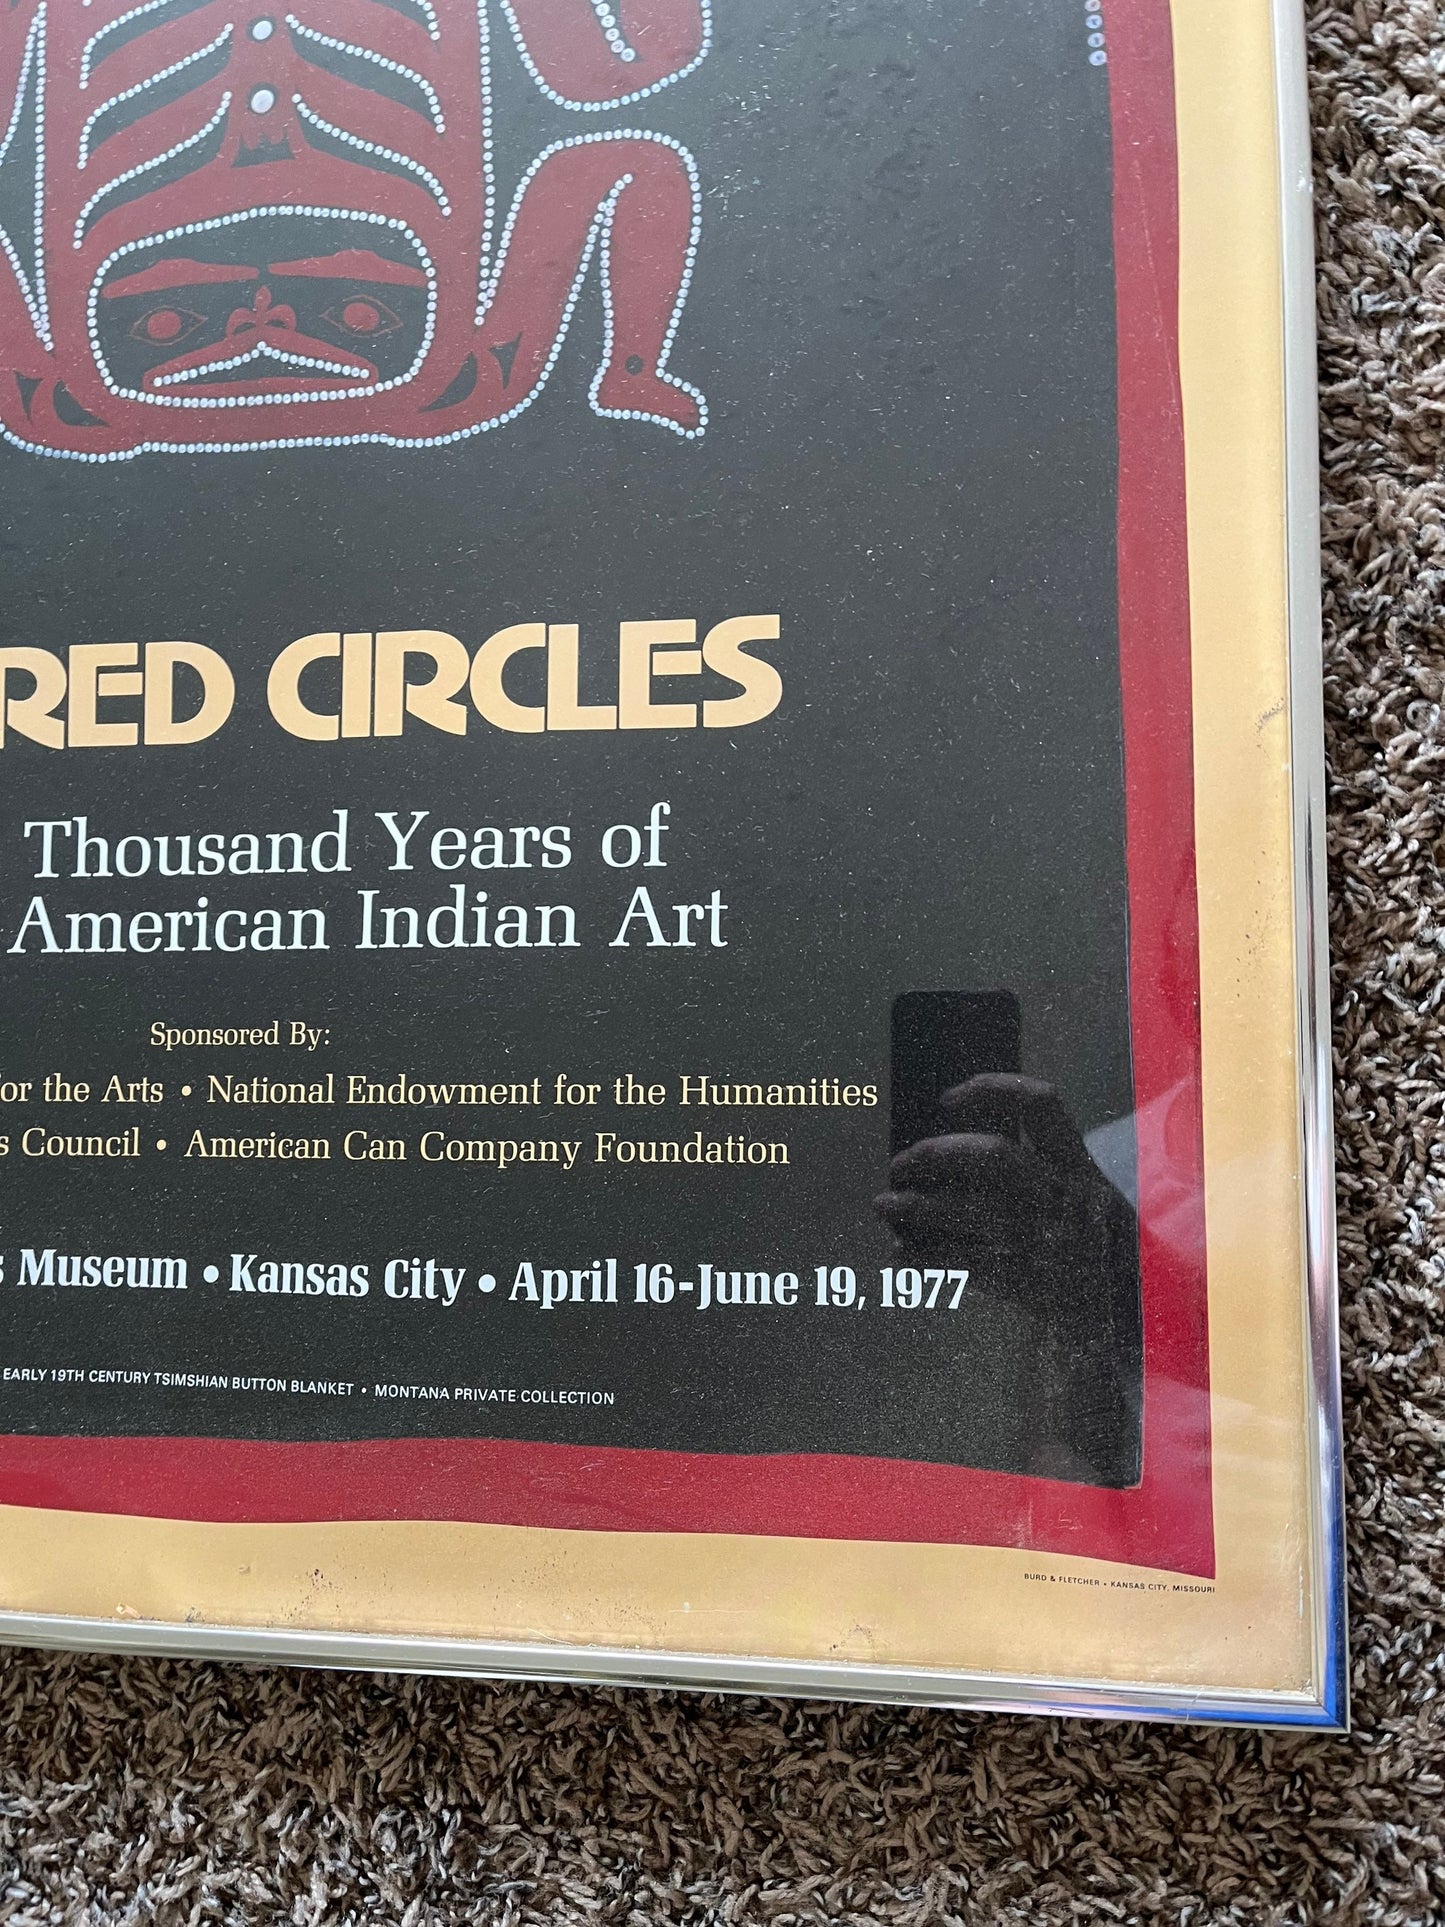 RED CIRCLES
Thousand Years of
American Indian Art
Sponsored By:
for the Arts • National Endowment for the Humanities
s Council • American Can Company Foundation
s Museum • Kansas City • April 16-June 19, 1977
EARLY 19TH CENTURY TSIMSHIAN BUTTON BLANKET • MONTANA PRIVATE COLLECTION
BURD & FLETCHER • KANSAS CITY, MISSOURI